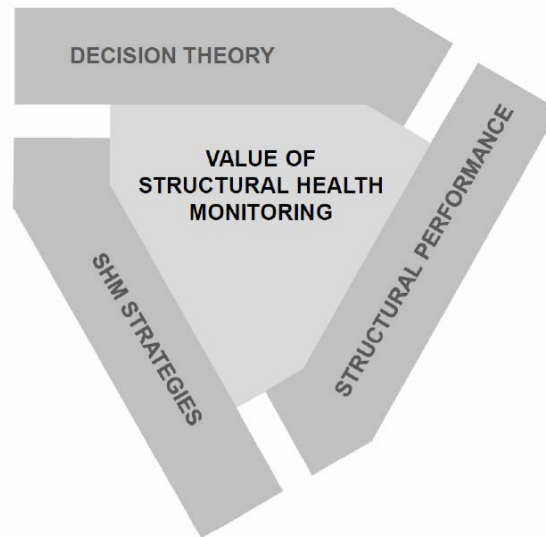 DECISION THEORY
VALUE OF
STRUCTURAL HEALTH
MONITORING
STRUCTURAL PERFORMANCE
SHM STRATEGIES